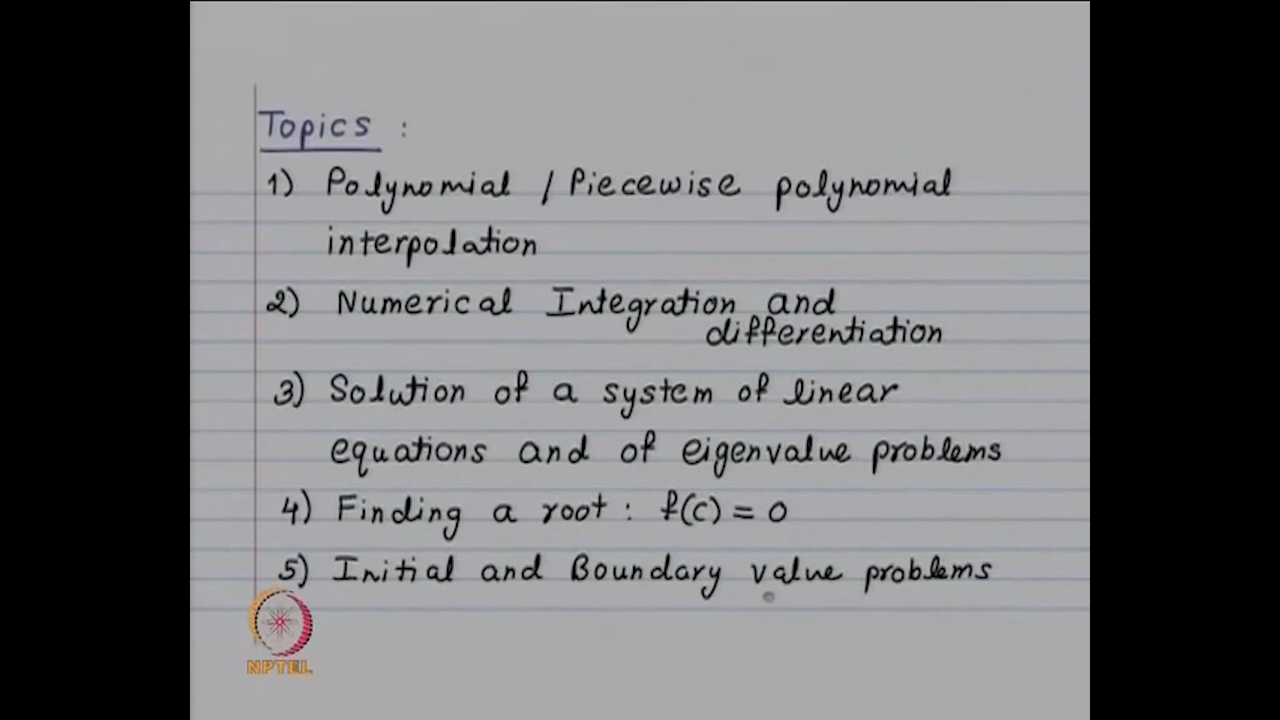 Topics :
1) Polynomial / Piecewise polynomial
interpolation
2) Numerical Integration and
differentiation
3) Solution of a system of linear
equations and of eigenvalue problems
4) Finding a root : f(c) = 0
5) Initial and Boundary value problems
NPTEL